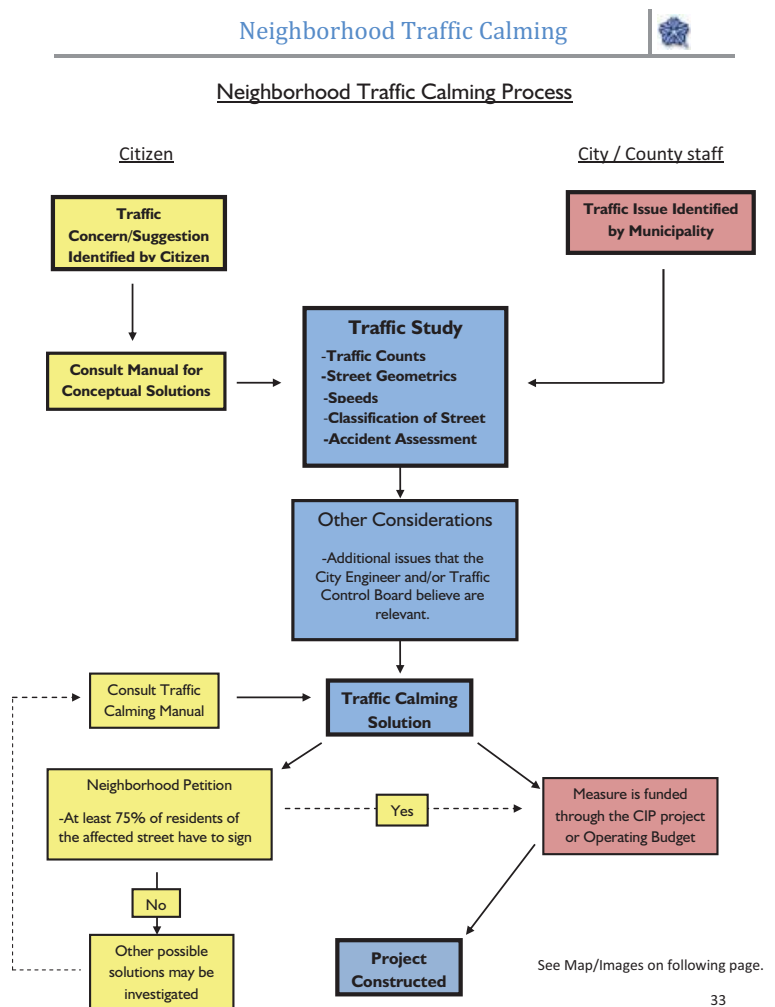 Neighborhood Traffic Calming
Neighborhood Traffic Calming Process
Citizen
City / County staff
Traffic
Concern/Suggestion
Identified by Citizen
Traffic Issue Identified
by Municipality
Consult Manual for
Conceptual Solutions
Traffic Study
-Traffic Counts
-Street Geometrics
-Speeds
-Classification of Street
-Accident Assessment
Other Considerations
-Additional issues that the
City Engineer and/or Traffic
Control Board believe are
relevant.
Consult Traffic
Calming Manual
Traffic Calming
Solution
Neighborhood Petition
-At least 75% of residents of
the affected street have to sign
Yes
Measure is funded
through the CIP project
or Operating Budget
No
Other possible
solutions may be
investigated
Project
Constructed
See Map/Images on following page.
33